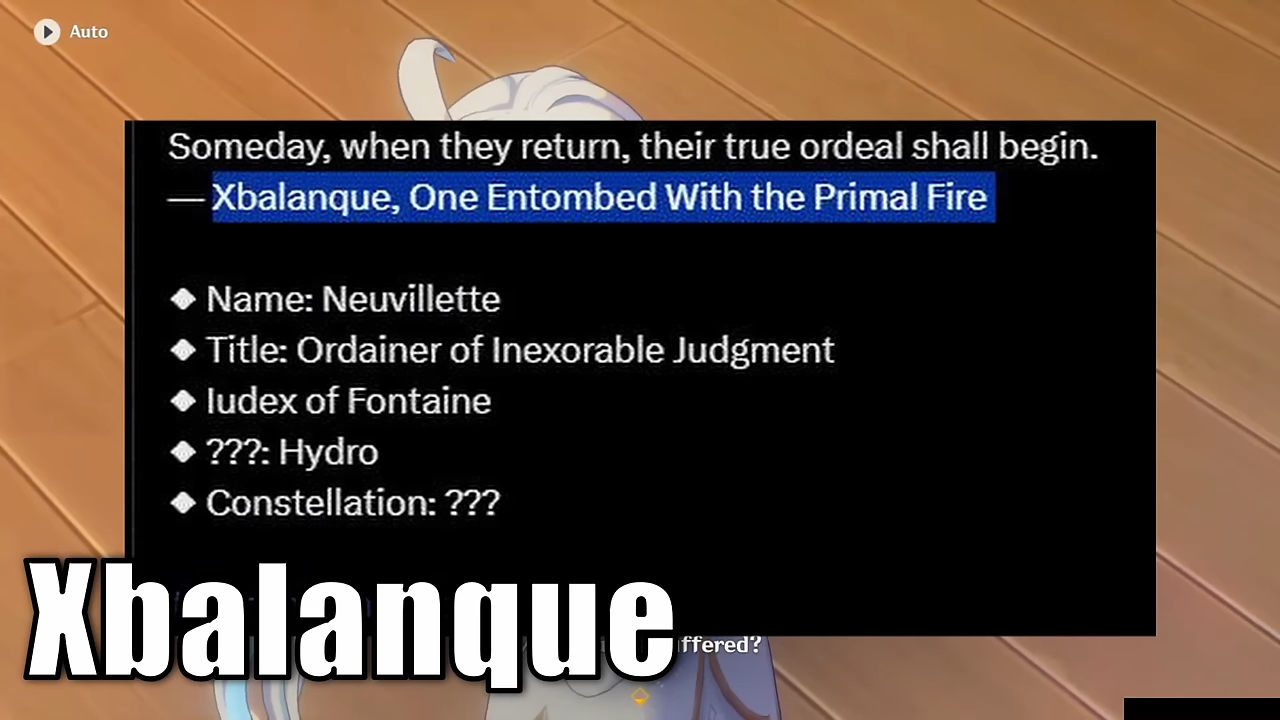 Auto
Someday, when they return, their true ordeal shall begin.
— Xbalanque, One Entombed With the Primal Fire
◆ Name: Neuvillette
◆ Title: Ordainer of Inexorable Judgment
◆ Iudex of Fontaine
◆ ???: Hydro
◆ Constellation: ???
Xbalanque